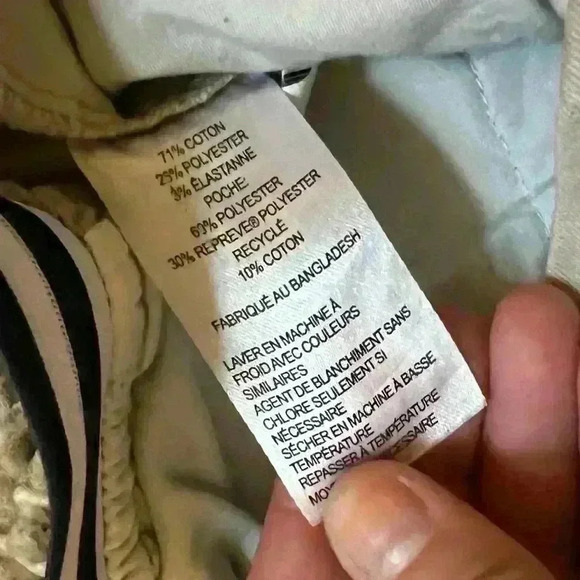 71% COTON
26% POLYESTER
3% ÉLASTANNE
POCHE:
60% POLYESTER
30% REPREVE® POLYESTER
RECYCLÉ
10% COTON
FABRIQUÉ AU BANGLADESH
LAVER EN MACHINE À
FROID AVEC COULEURS
SIMILAIRES
AGENT DE BLANCHIMENT SANS
CHLORE SEULEMENT SI
NÉCESSAIRE
SÉCHER EN MACHINE À BASSE
TEMPÉRATURE
REPASSER À TEMPÉRATURE